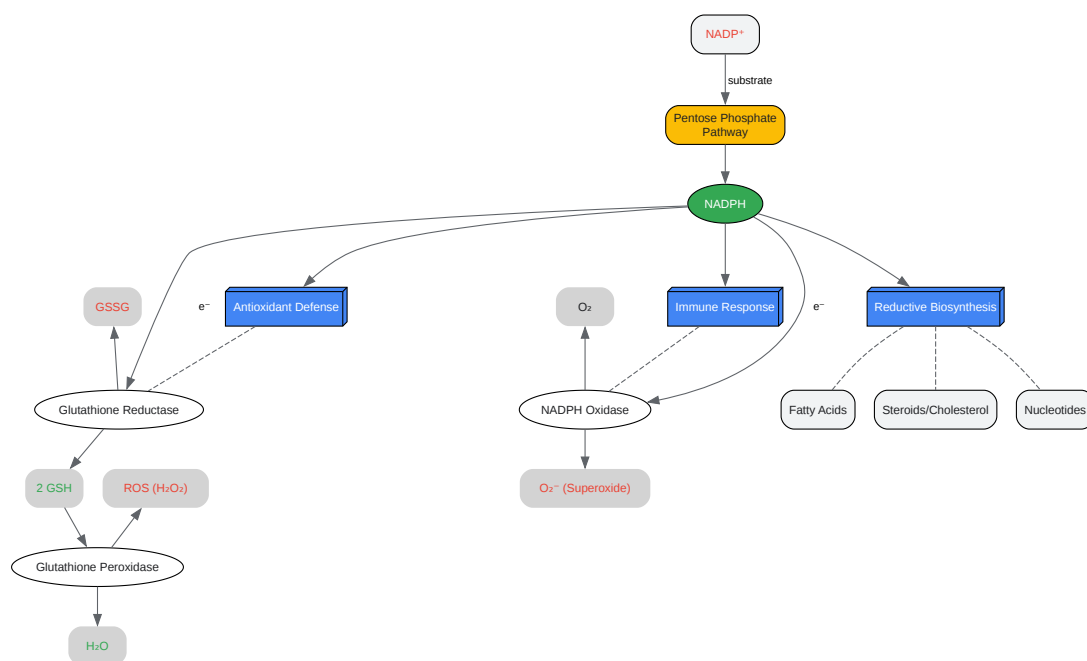 NADP⁺
substrate
Pentose Phosphate
Pathway
NADPH
GSSG
e⁻
Antioxidant Defense
O₂
Immune Response
e⁻
Reductive Biosynthesis
Glutathione Reductase
NADPH Oxidase
Fatty Acids
Steroids/Cholesterol
Nucleotides
2 GSH
ROS (H₂O₂)
O₂⁻ (Superoxide)
Glutathione Peroxidase
H₂O